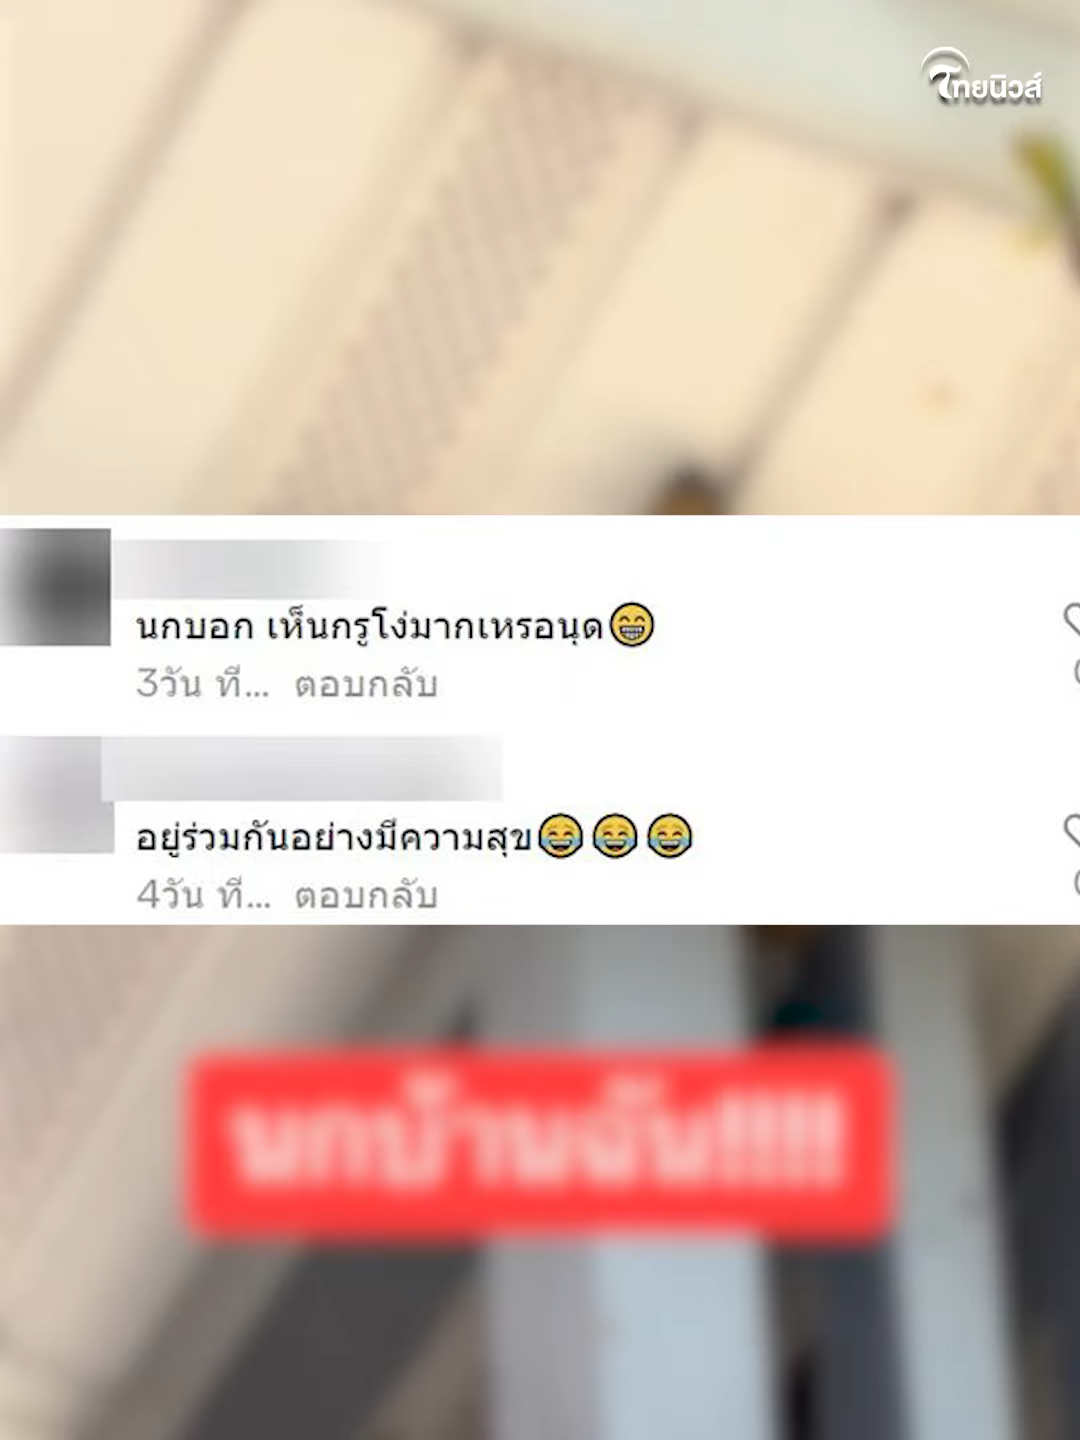 ไทยนิวส์
นกบอก เห็นกรูโง่มากเหรอนุด😁
3วัน ที่... ตอบกลับ
อยู่ร่วมกันอย่างมีความสุข😂😂😂
4วัน ที่... ตอบกลับ
นกบ้านฉัน!!!!!